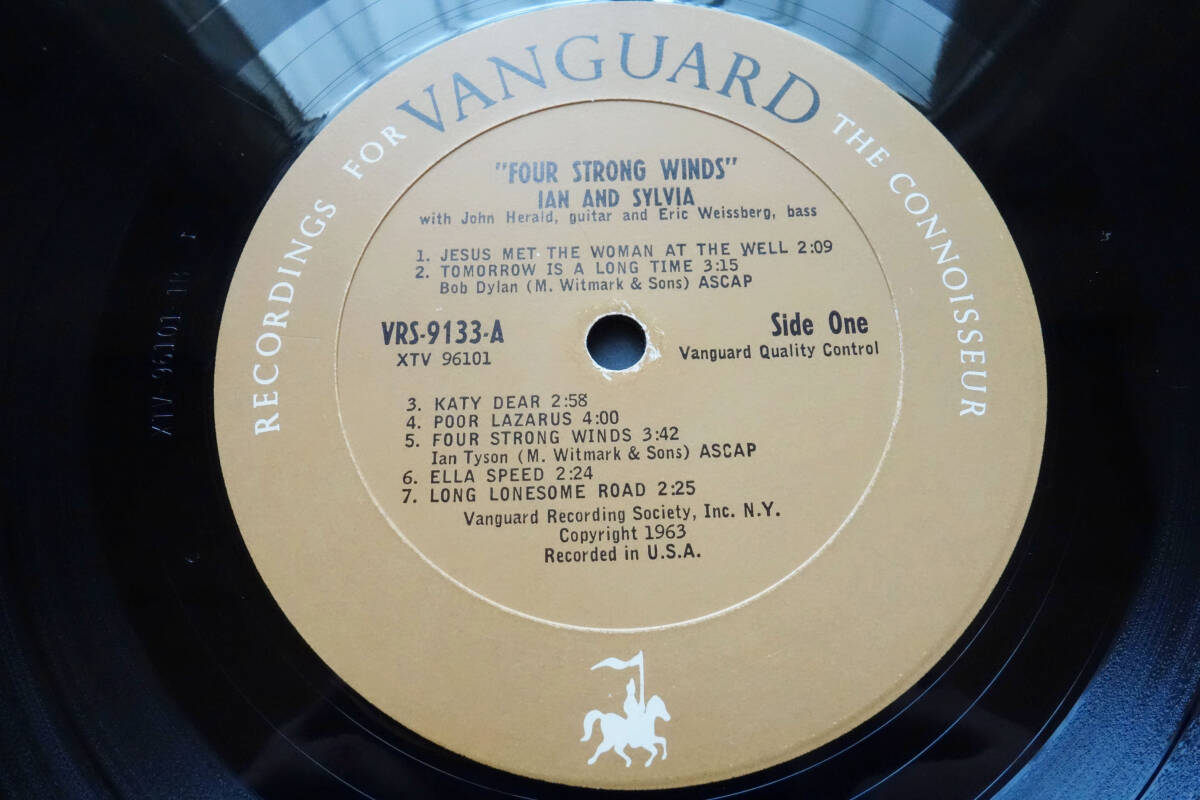 RECORDINGS FOR VANGUARD THE CONNOISSEUR
"FOUR STRONG WINDS"
IAN AND SYLVIA
with John Herald, guitar and Eric Weissberg, bass
1. JESUS MET THE WOMAN AT THE WELL 2:09
2. TOMORROW IS A LONG TIME 3:15
Bob Dylan (M. Witmark & Sons) ASCAP
VRS-9133-A
XTV 96101
Side One
Vanguard Quality Control
3. KATY DEAR 2:58
4. POOR LAZARUS 4:00
5. FOUR STRONG WINDS 3:42
Ian Tyson (M. Witmark & Sons) ASCAP
6. ELLA SPEED 2:24
7. LONG LONESOME ROAD 2:25
Vanguard Recording Society, Inc. N.Y.
Copyright 1963
Recorded in U.S.A.
XTV 96101